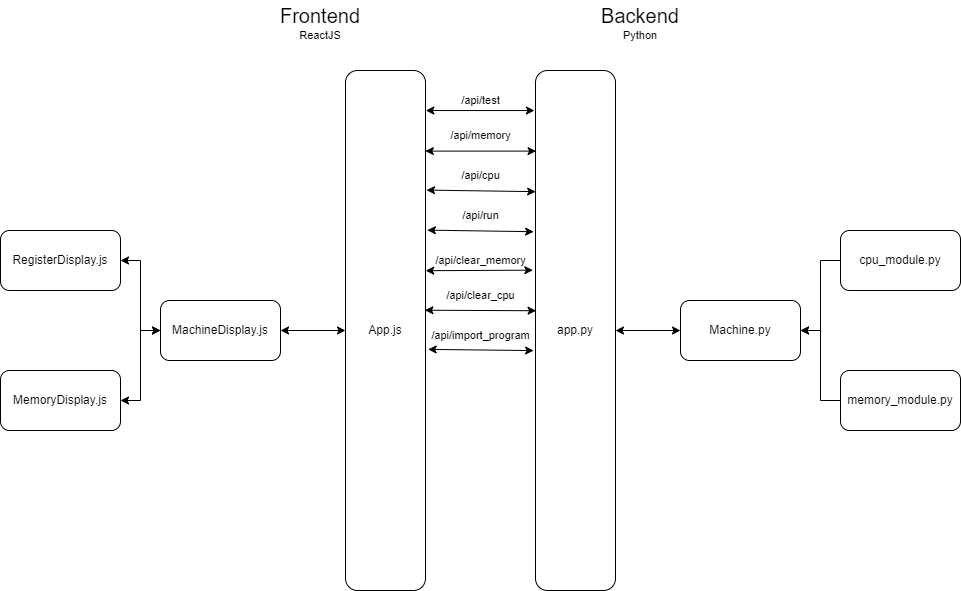 Frontend
ReactJS
Backend
Python
/api/test
/api/memory
/api/cpu
/api/run
/api/clear_memory
/api/clear_cpu
/api/import_program
RegisterDisplay.js
MachineDisplay.js
MemoryDisplay.js
App.js
app.py
Machine.py
cpu_module.py
memory_module.py